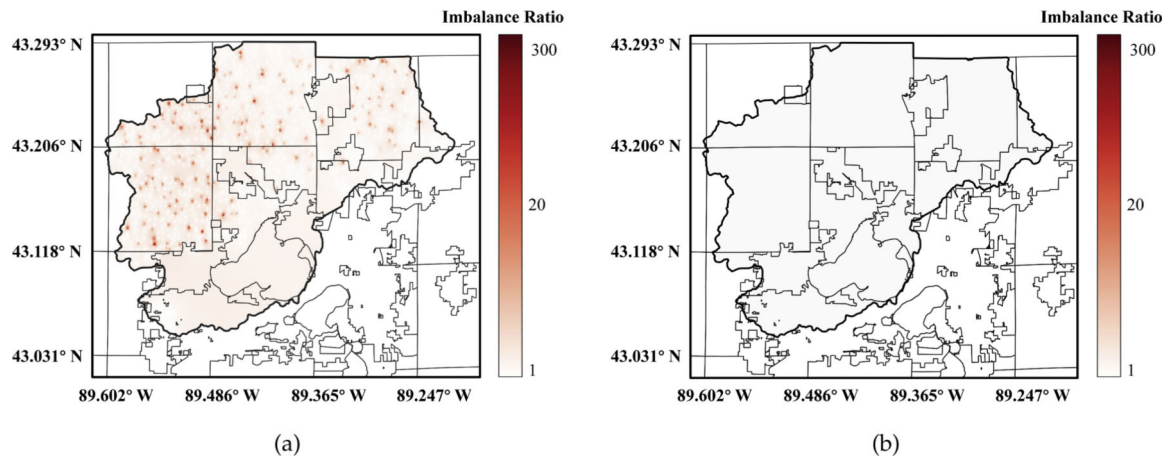 Imbalance Ratio
43.293° N
43.206° N
43.118° N
43.031° N
300
20
1
89.602° W 89.486° W 89.365° W 89.247° W
(a)
Imbalance Ratio
43.293° N
43.206° N
43.118° N
43.031° N
300
20
1
89.602° W 89.486° W 89.365° W 89.247° W
(b)